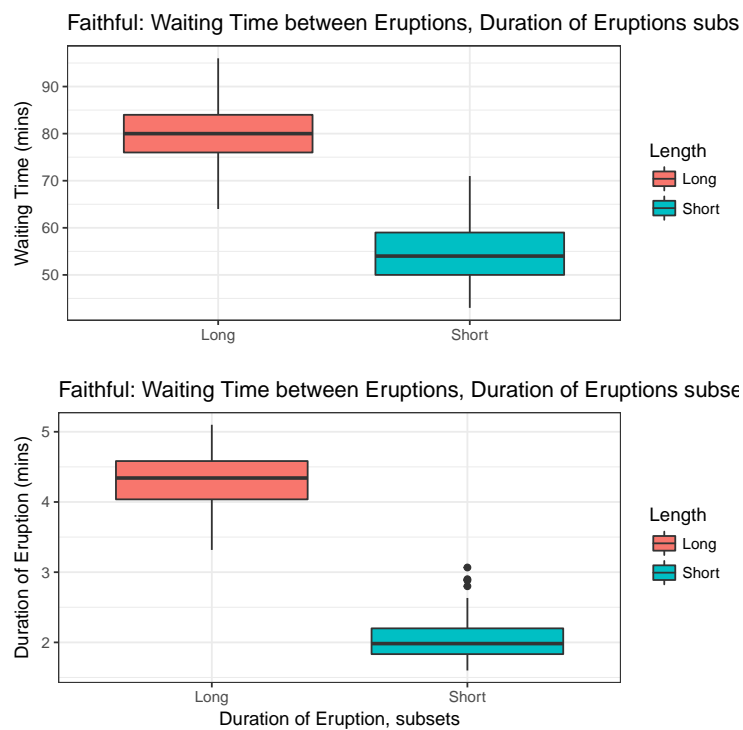 Faithful: Waiting Time between Eruptions, Duration of Eruptions subs
Waiting Time (mins)
90
80
70
60
50
Long
Short
Length
Long
Short
Faithful: Waiting Time between Eruptions, Duration of Eruptions subse
Duration of Eruption (mins)
5
4
3
2
Long
Short
Duration of Eruption, subsets
Length
Long
Short